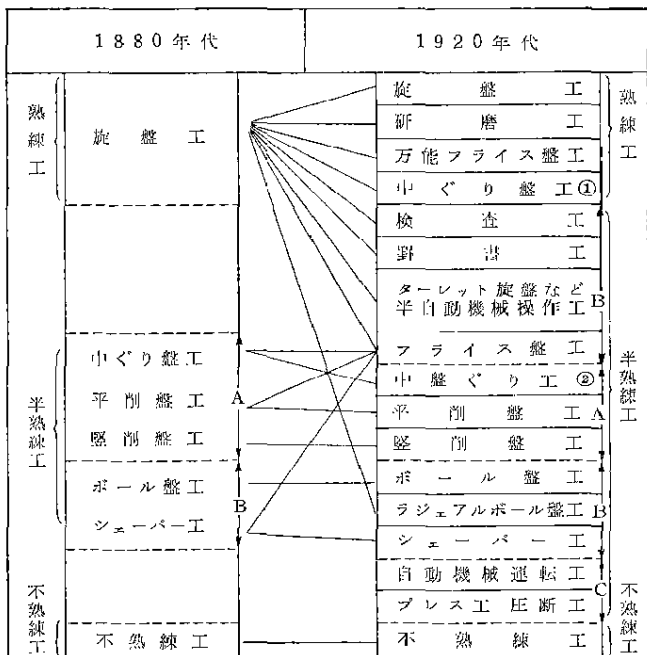 1880年代
1920年代
熟練工
旋盤工
半熟練工
中ぐり盤工
平削盤工
竪削盤工
A
ボール盤工
シェーバー工
B
不熟練工
不熟練工
旋盤工
研磨工
万能フライス盤工
中ぐり盤工①
熟練工
検査工
罫書工
ターレット旋盤など
半自動機械操作工
B
フライス盤工
中盤ぐり工②
平削盤工
A
竪削盤工
半熟練工
ボール盤工
ラジェアルボール盤工
B
シェーバー工
自動機械運転工
プレス工圧断工
C
不熟練工
不熟練工